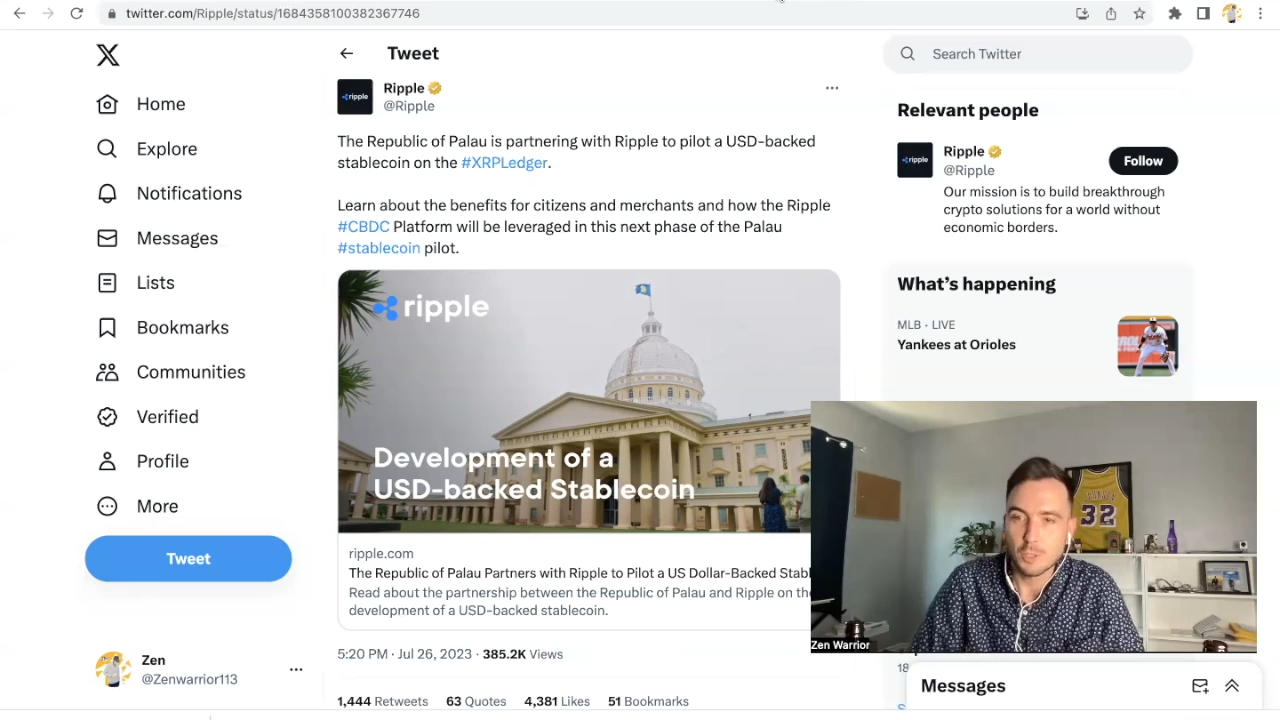 twitter.com/Ripple/status/1684358100382367746
Home
Explore
Notifications
Messages
Lists
Bookmarks
Communities
Verified
Profile
More
Tweet
Zen
@Zenwarrior113
Tweet
ripple
Ripple
@Ripple
The Republic of Palau is partnering with Ripple to pilot a USD-backed
stablecoin on the #XRPLedger.
Learn about the benefits for citizens and merchants and how the Ripple
#CBDC Platform will be leveraged in this next phase of the Palau
#stablecoin pilot.
ripple
Development of a
USD-backed Stablecoin
ripple.com
The Republic of Palau Partners with Ripple to Pilot a US Dollar-Backed Stabl
Read about the partnership between the Republic of Palau and Ripple on th
development of a USD-backed stablecoin.
5:20 PM · Jul 26, 2023 · 385.2K Views
1,444 Retweets 63 Quotes 4,381 Likes 51 Bookmarks
Search Twitter
Relevant people
ripple
Ripple
@Ripple
Follow
Our mission is to build breakthrough
crypto solutions for a world without
economic borders.
What's happening
MLB · LIVE
Yankees at Orioles
32
Zen Warrior
18
Messages